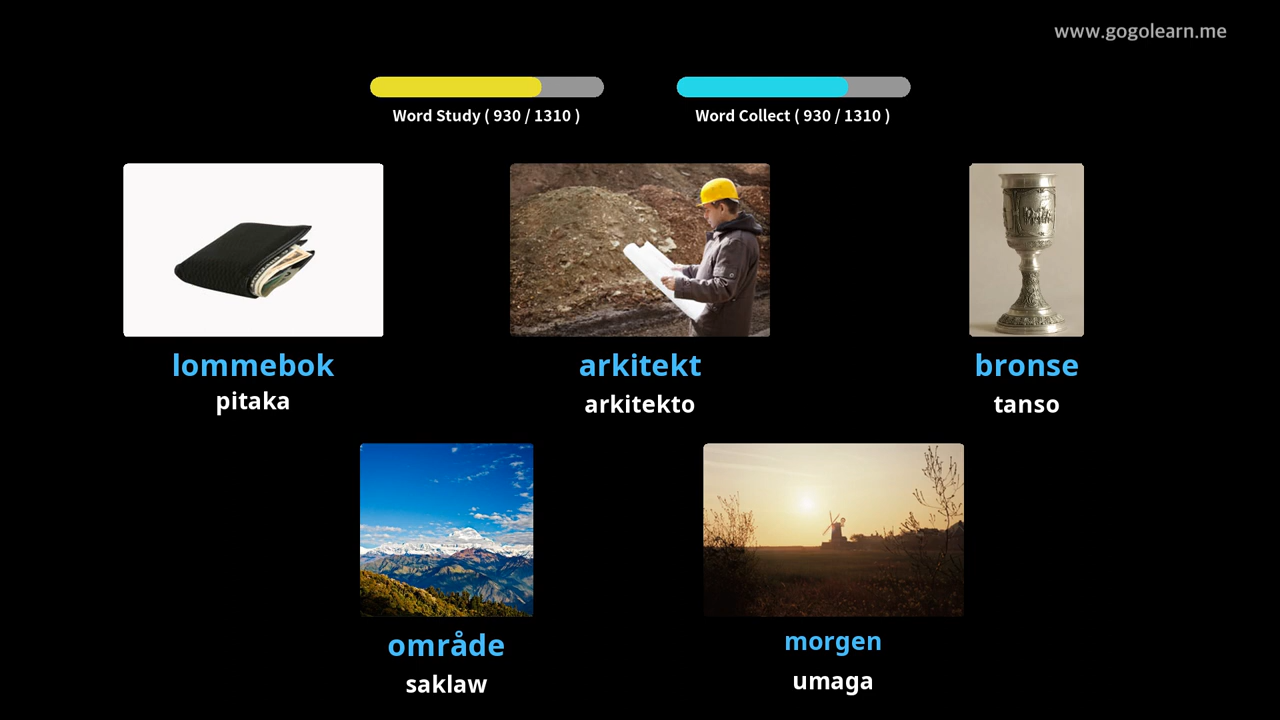 www.gogolearn.me
Word Study ( 930 / 1310 )
Word Collect ( 930 / 1310 )
lommebok
pitaka
arkitekt
arkitekto
bronse
tanso
område
saklaw
morgen
umaga